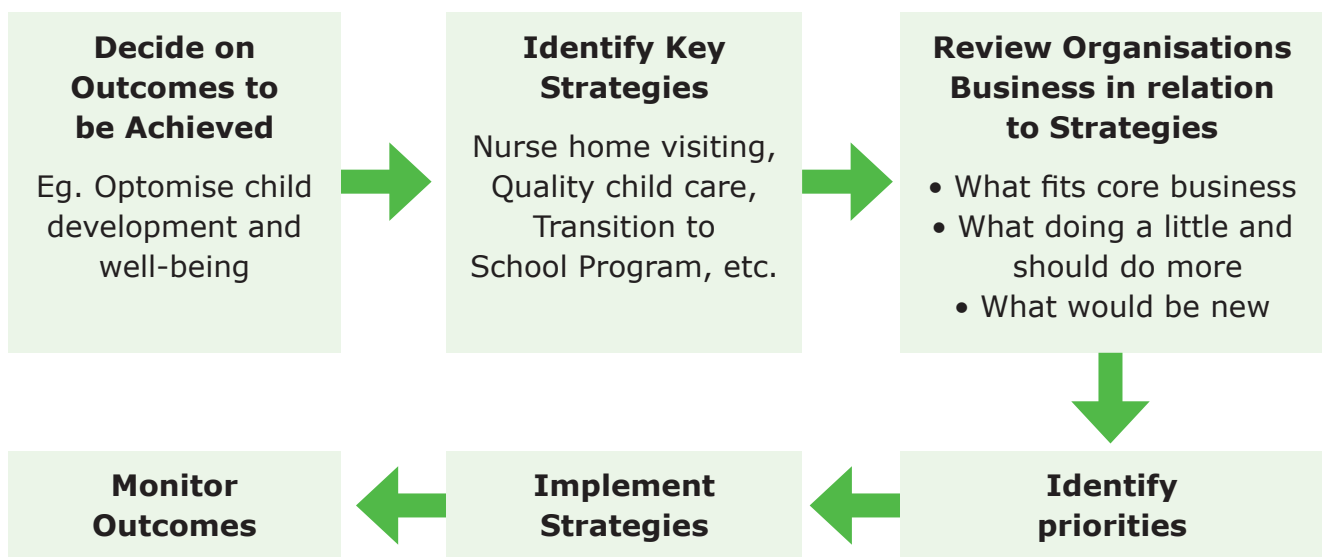 Decide on
Outcomes to
be Achieved
Eg. Optomise child
development and
well-being
Identify Key
Strategies
Nurse home visiting,
Quality child care,
Transition to
School Program, etc.
Review Organisations
Business in relation
to Strategies
• What fits core business
• What doing a little and
should do more
• What would be new
Identify
priorities
Implement
Strategies
Monitor
Outcomes